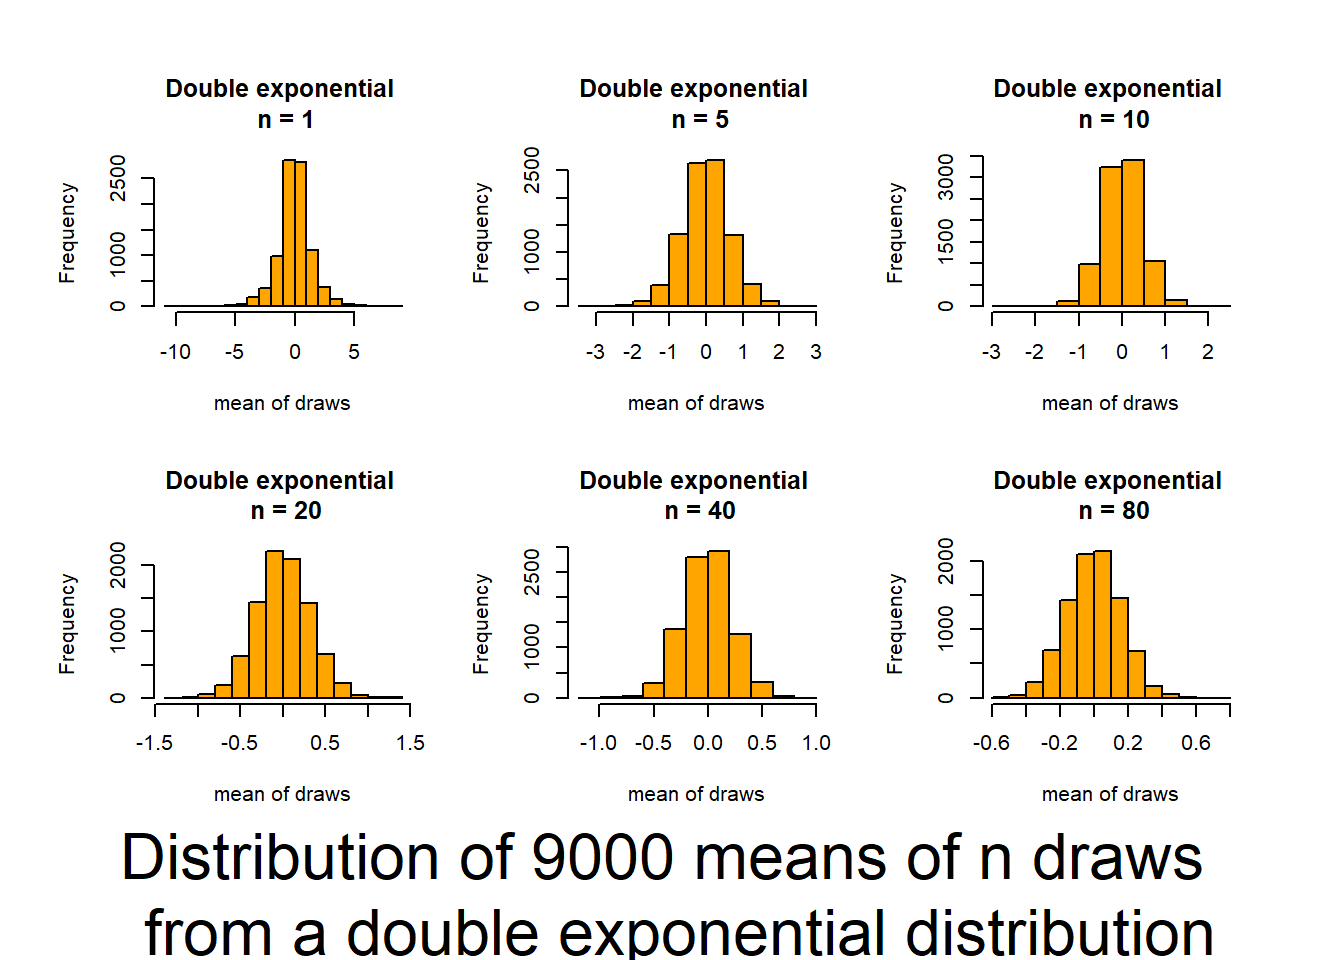 Double exponential
n = 1
Frequency
0 1000 2500
-10 -5 0 5
mean of draws
Double exponential
n = 5
Frequency
0 1000 2500
-3 -2 -1 0 1 2 3
mean of draws
Double exponential
n = 10
Frequency
0 1500 3000
-3 -2 -1 0 1 2
mean of draws
Double exponential
n = 20
Frequency
0 1000 2000
-1.5 -0.5 0.5 1.5
mean of draws
Double exponential
n = 40
Frequency
0 1000 2500
-1.0 -0.5 0.0 0.5 1.0
mean of draws
Double exponential
n = 80
Frequency
0 1000 2000
-0.6 -0.2 0.2 0.6
mean of draws
Distribution of 9000 means of n draws
from a double exponential distribution